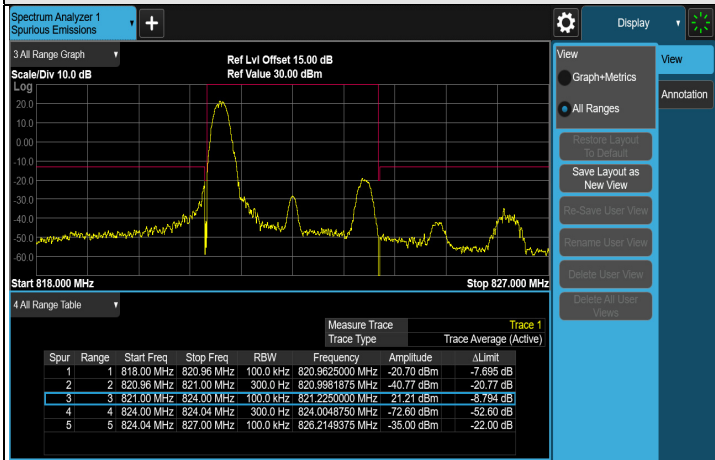 Spectrum Analyzer 1
Spurious Emissions
+
Display
3 All Range Graph
Ref Lvl Offset 15.00 dB
Scale/Div 10.0 dB
Ref Value 30.00 dBm
Log
20.0
10.0
0.00
-10.0
-20.0
-30.0
-40.0
-50.0
-60.0
Start 818.000 MHz
Stop 827.000 MHz
View
Graph+Metrics
All Ranges
Restore Layout
To Default
Save Layout as
New View
Re-Save User View
Rename User View
Delete User View
Delete All User
Views
View
Annotation
4 All Range Table
Measure Trace Trace 1
Trace Type Trace Average (Active)
Spur Range Start Freq Stop Freq RBW Frequency Amplitude ΔLimit
1 1 818.00 MHz 820.96 MHz 100.0 kHz 820.9625000 MHz -20.70 dBm -7.695 dB
2 2 820.96 MHz 821.00 MHz 300.0 Hz 820.9981875 MHz -40.77 dBm -20.77 dB
3 3 821.00 MHz 824.00 MHz 100.0 kHz 821.2250000 MHz 21.21 dBm -8.794 dB
4 4 824.00 MHz 824.04 MHz 300.0 Hz 824.0048750 MHz -72.60 dBm -52.60 dB
5 5 824.04 MHz 827.00 MHz 100.0 kHz 826.2149375 MHz -35.00 dBm -22.00 dB